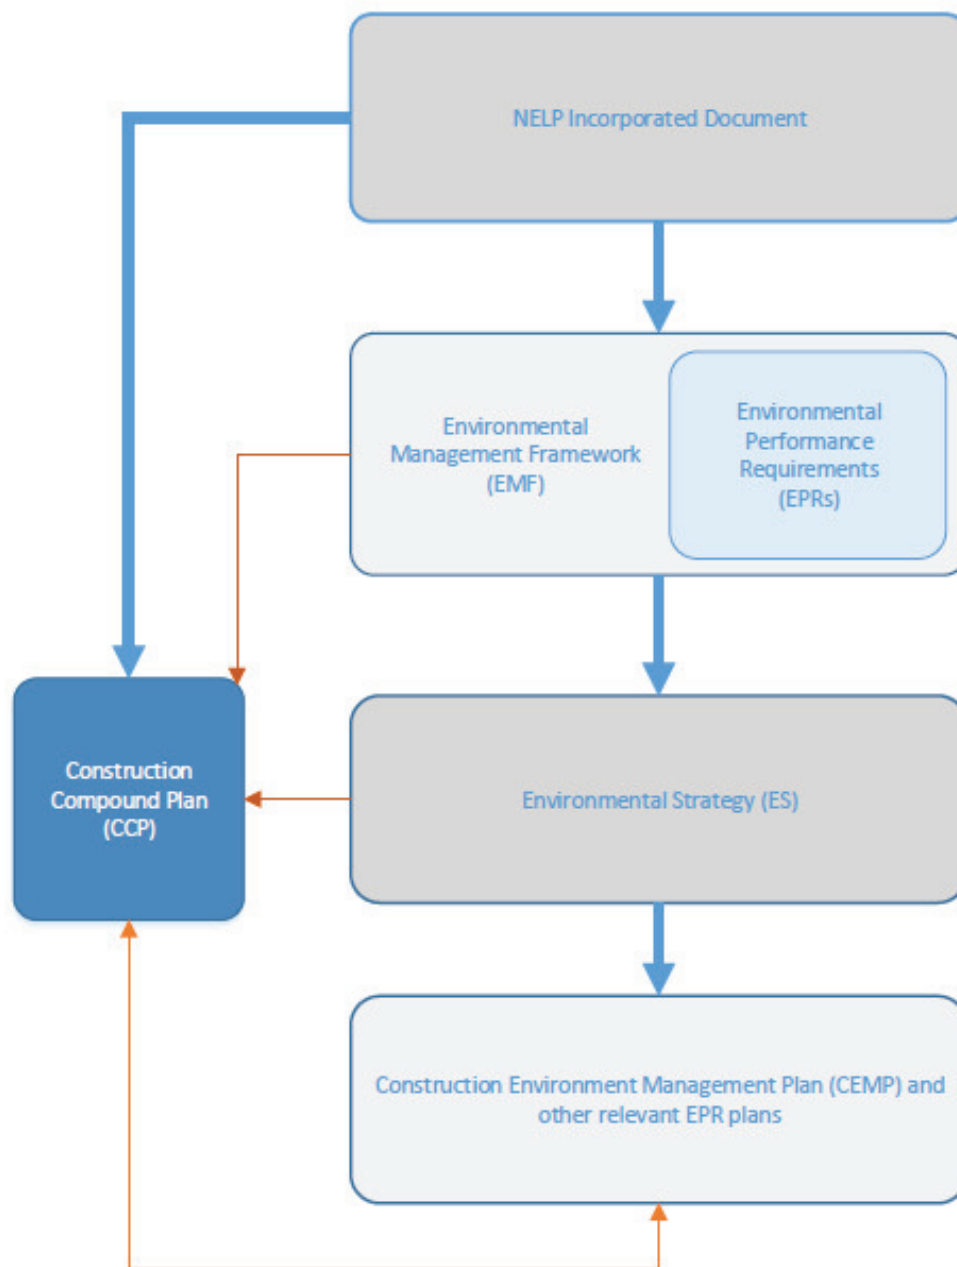 NELP Incorporated Document
Environmental
Management Framework
(EMF)
Environmental
Performance
Requirements
(EPRs)
Construction
Compound Plan
(CCP)
Environmental Strategy (ES)
Construction Environment Management Plan (CEMP) and
other relevant EPR plans